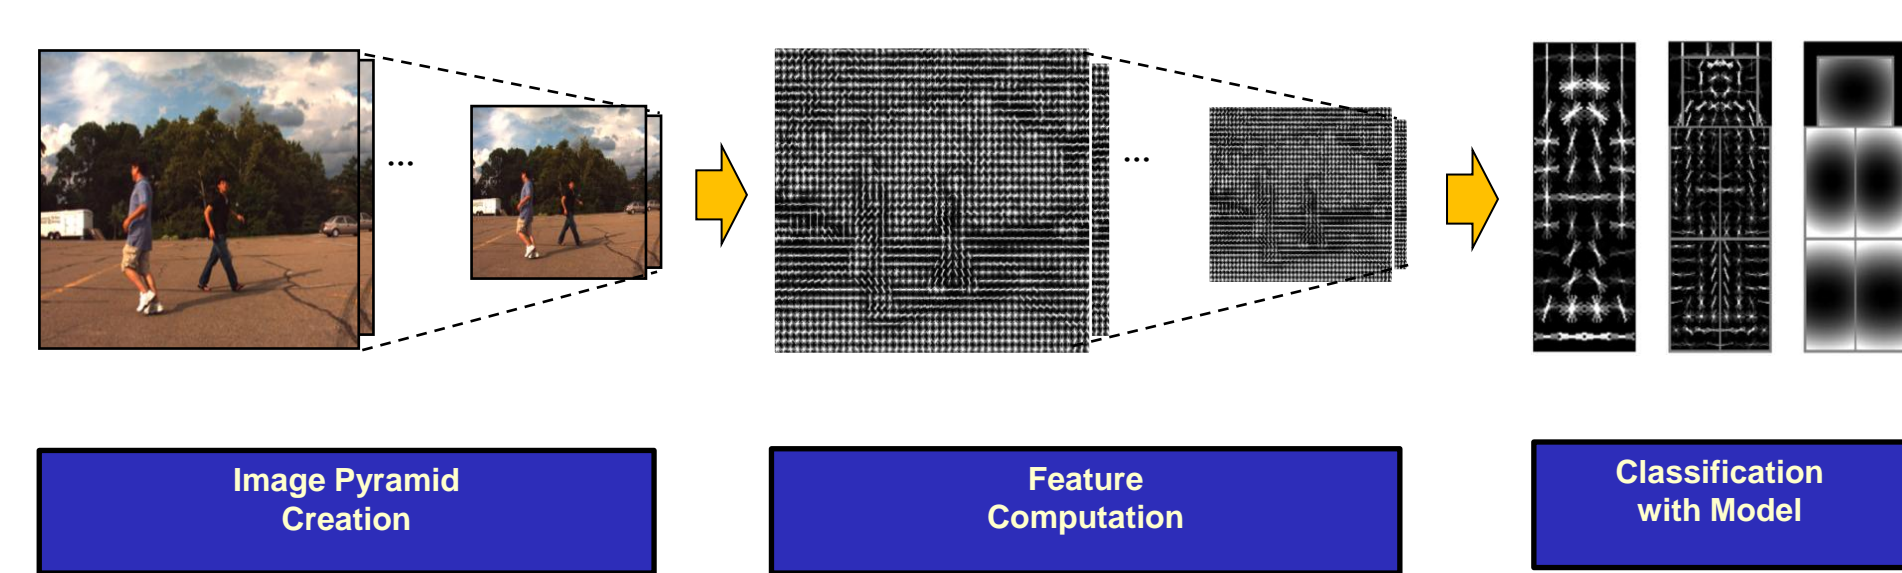 ...
...
Image Pyramid
Creation
Feature
Computation
Classification
with Model